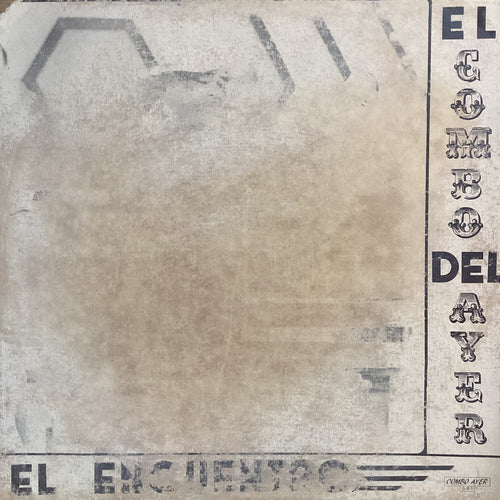 EL
COMBO
DEL
AYER
EL ENCUENTRO
COMBO AYER